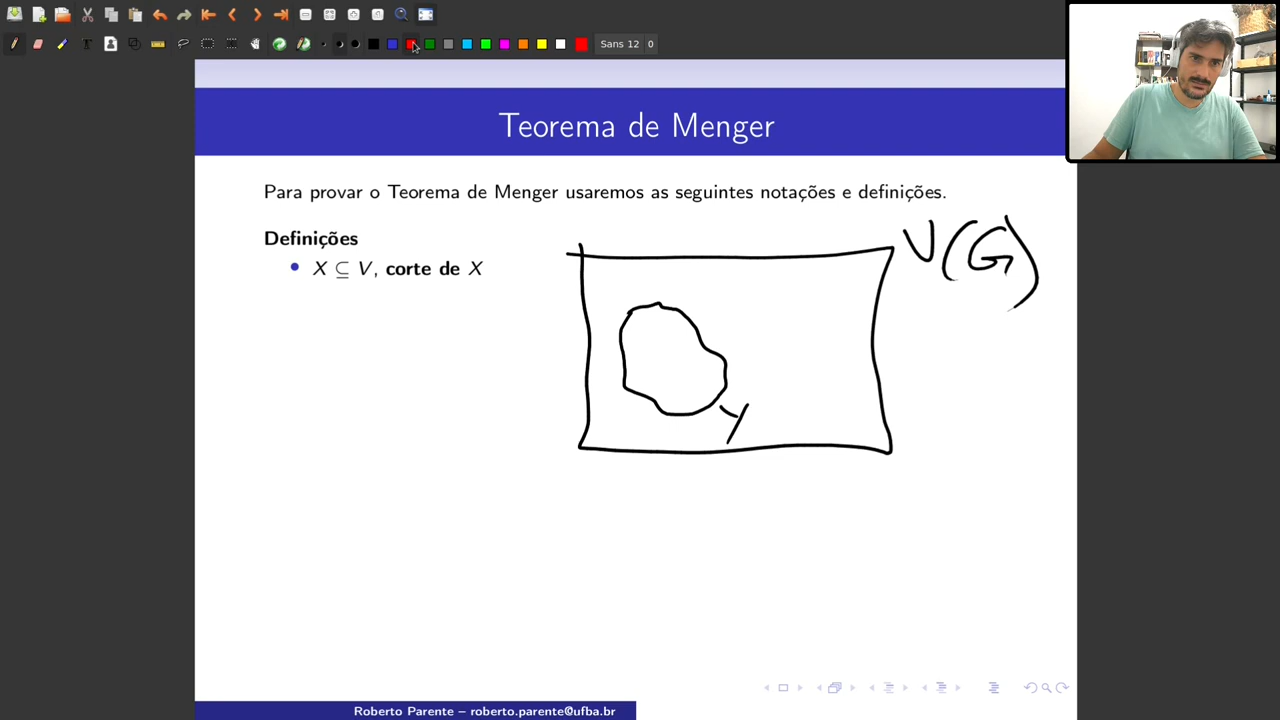 Sans 12 0
Teorema de Menger
Para provar o Teorema de Menger usaremos as seguintes notações e definições.
Definições
• X ⊆ V, corte de X
V(G)
Y
Roberto Parente – roberto.parente@ufba.br